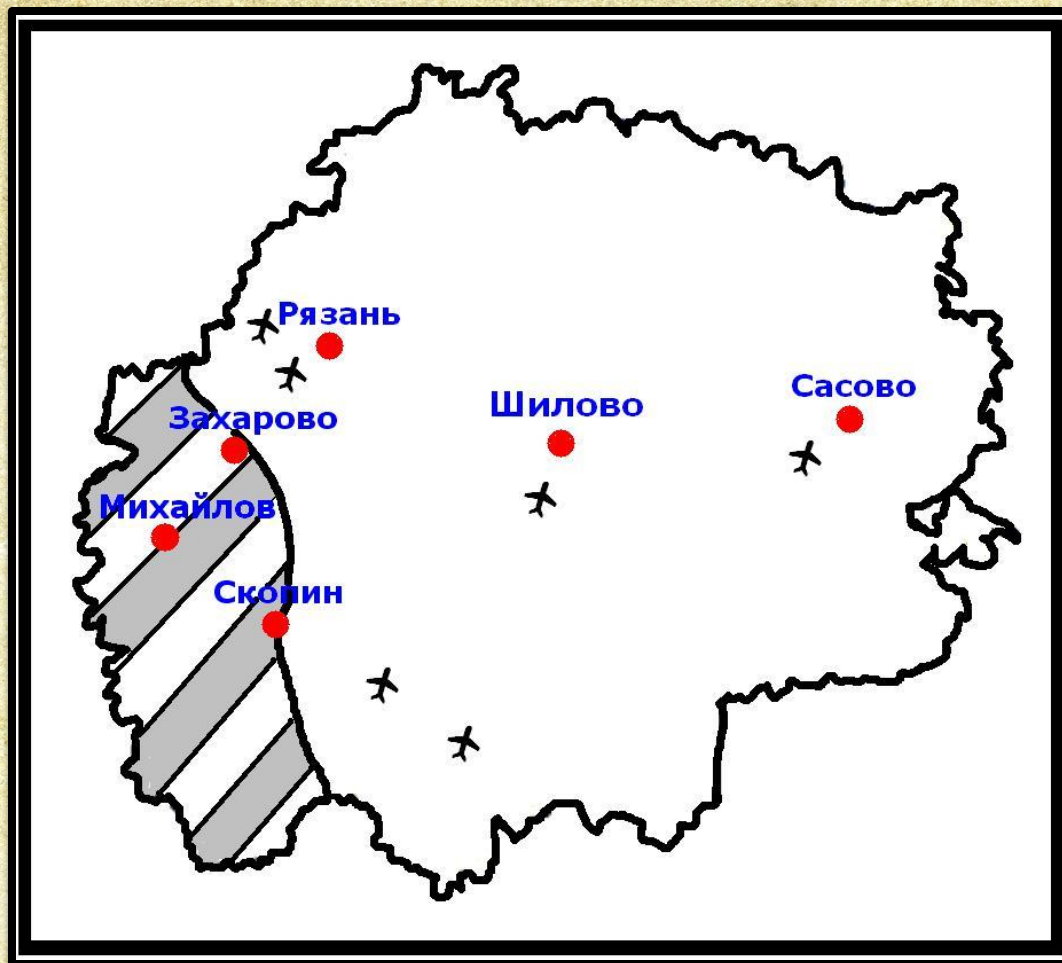 Рязань
Сасово
Шилово
Захарово
Михайлов
Скопин